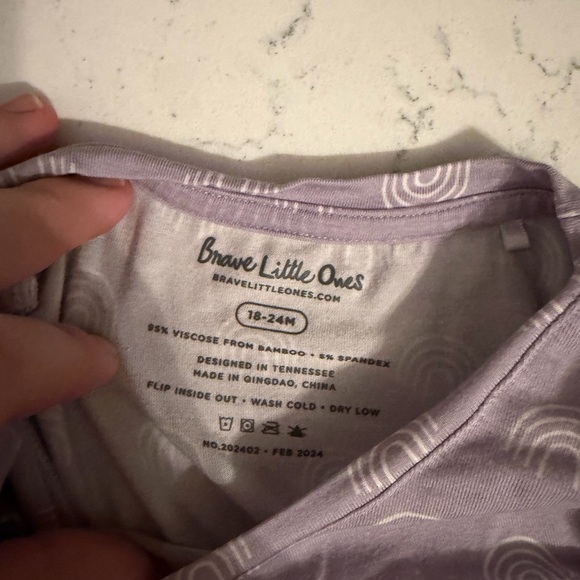 Brave Little Ones
BRAVELITTLEONES.COM
18-24M
95% VISCOSE FROM BAMBOO • 5% SPANDEX
DESIGNED IN TENNESSEE
MADE IN QINGDAO, CHINA
FLIP INSIDE OUT • WASH COLD • DRY LOW
NO.202402 • FEB 2024